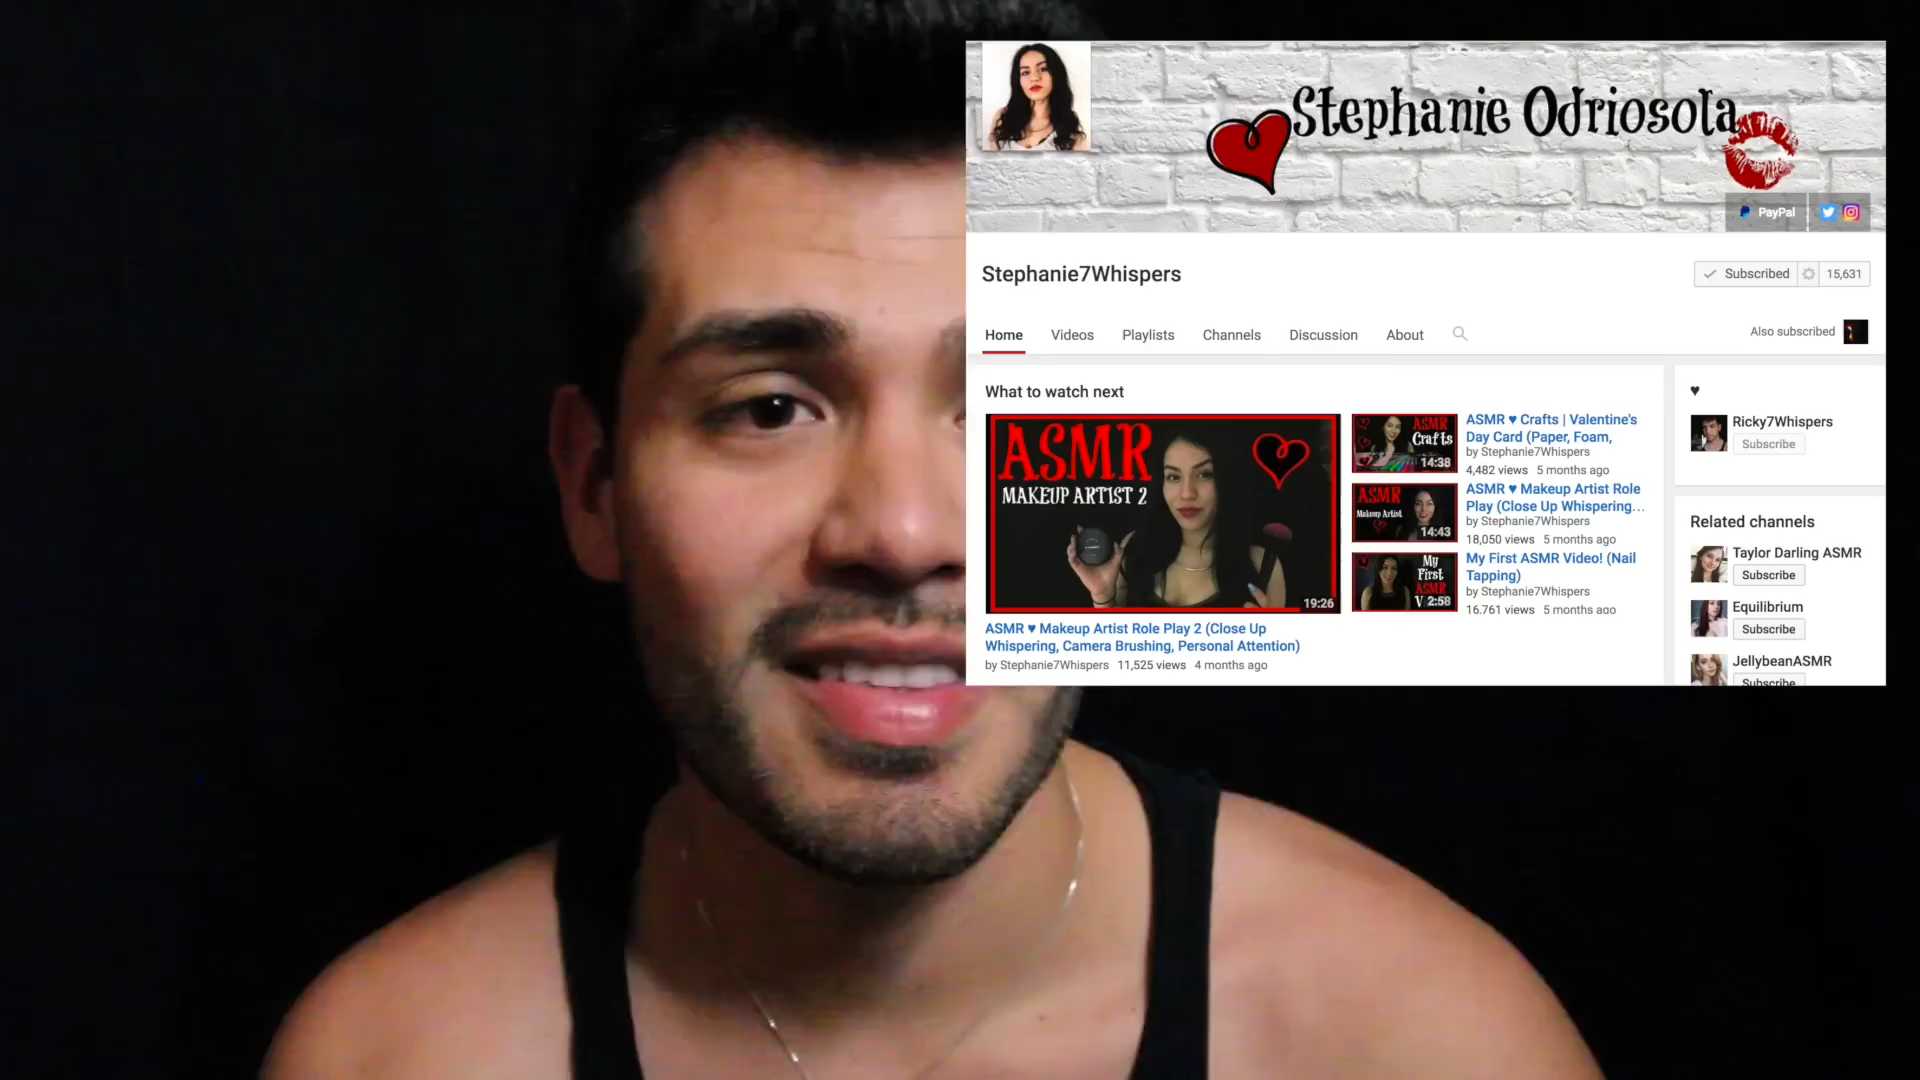 Stephanie Odriosola
PayPal
Stephanie7Whispers
Subscribed 15,631
Home Videos Playlists Channels Discussion About
Also subscribed
What to watch next
ASMR
MAKEUP ARTIST 2
19:26
ASMR ♥ Makeup Artist Role Play 2 (Close Up
Whispering, Camera Brushing, Personal Attention)
by Stephanie7Whispers 11,525 views 4 months ago
ASMR
Crafts
14:38
ASMR ♥ Crafts | Valentine's
Day Card (Paper, Foam,
by Stephanie7Whispers
4,482 views 5 months ago
ASMR
Makeup Artist
14:43
ASMR ♥ Makeup Artist Role
Play (Close Up Whispering...
by Stephanie7Whispers
18,050 views 5 months ago
My
First
ASMR
V 2:58
My First ASMR Video! (Nail
Tapping)
by Stephanie7Whispers
16,761 views 5 months ago
♥
Ricky7Whispers
Subscribe
Related channels
Taylor Darling ASMR
Subscribe
Equilibrium
Subscribe
JellybeanASMR
Subscribe